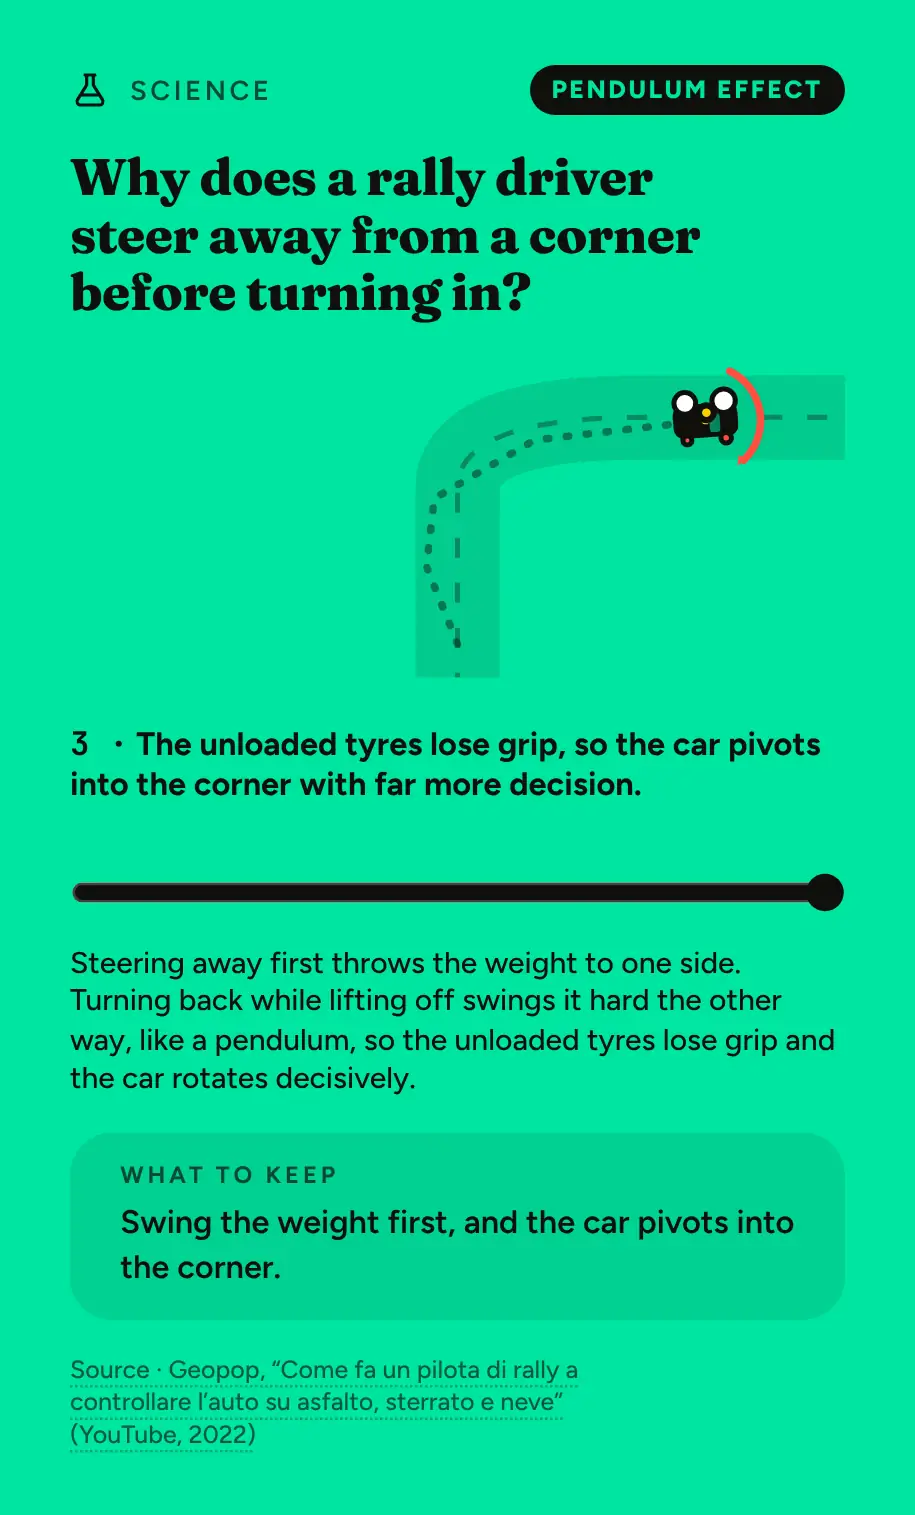 SCIENCE
PENDULUM EFFECT
Why does a rally driver
steer away from a corner
before turning in?
3 · The unloaded tyres lose grip, so the car pivots
into the corner with far more decision.
Steering away first throws the weight to one side.
Turning back while lifting off swings it hard the other
way, like a pendulum, so the unloaded tyres lose grip and
the car rotates decisively.
WHAT TO KEEP
Swing the weight first, and the car pivots into
the corner.
Source · Geopop, “Come fa un pilota di rally a
controllare l’auto su asfalto, sterrato e neve”
(YouTube, 2022)